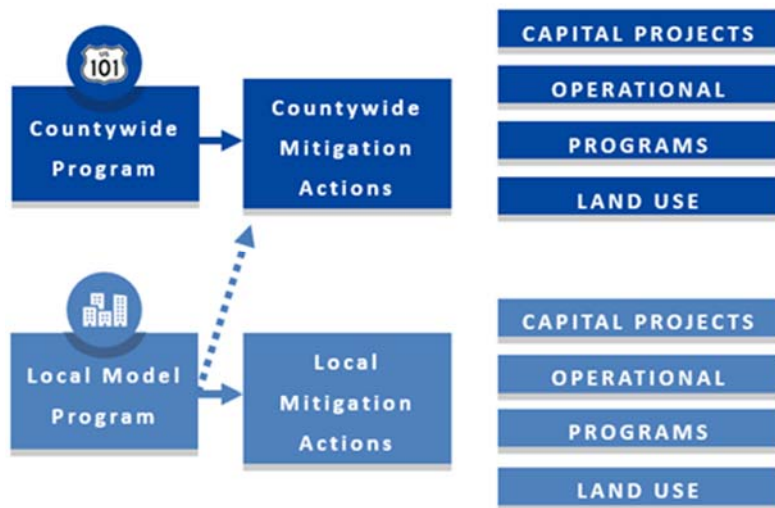 US
101
Countywide
Program
Countywide
Mitigation
Actions
CAPITAL PROJECTS
OPERATIONAL
PROGRAMS
LAND USE
Local Model
Program
Local
Mitigation
Actions
CAPITAL PROJECTS
OPERATIONAL
PROGRAMS
LAND USE